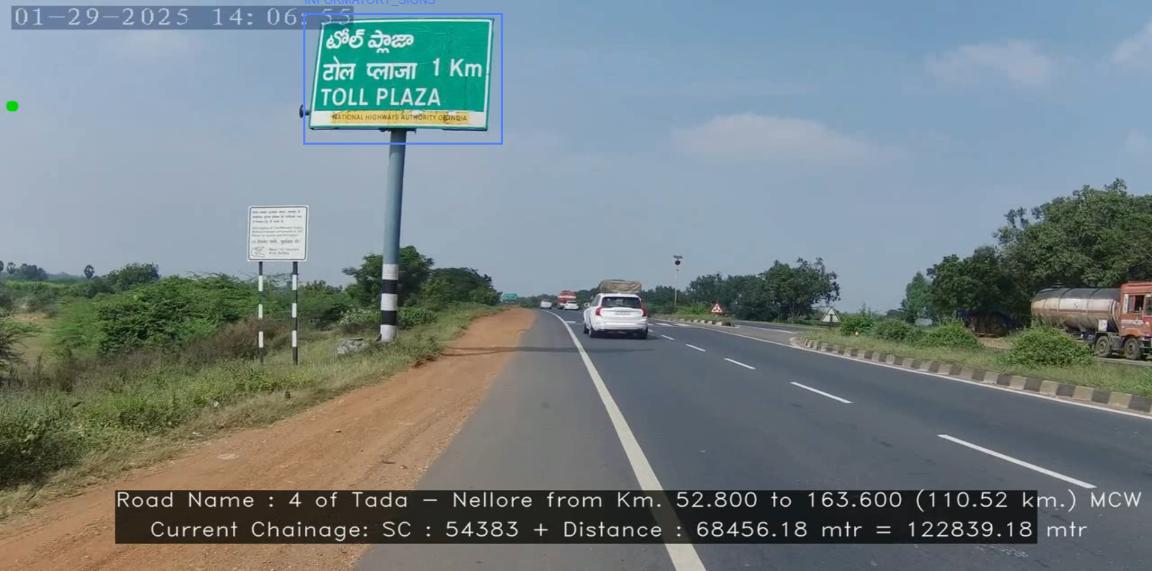 INFORMATORY_SIGNS
01-29-2025 14:06:55
టోల్ ప్లాజా
टोल प्लाजा 1 Km
TOLL PLAZA
NATIONAL HIGHWAYS AUTHORITY OF INDIA
Road Name : 4 of Tada - Nellore from Km. 52.800 to 163.600 (110.52 km.) MCW
Current Chainage: SC : 54383 + Distance : 68456.18 mtr = 122839.18 mtr